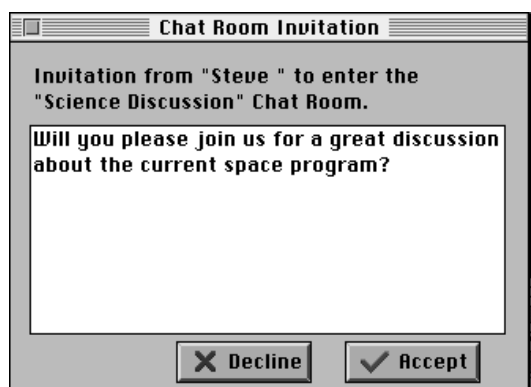 Chat Room Invitation
Invitation from "Steve " to enter the
"Science Discussion" Chat Room.
Will you please join us for a great discussion
about the current space program?
Decline
Accept